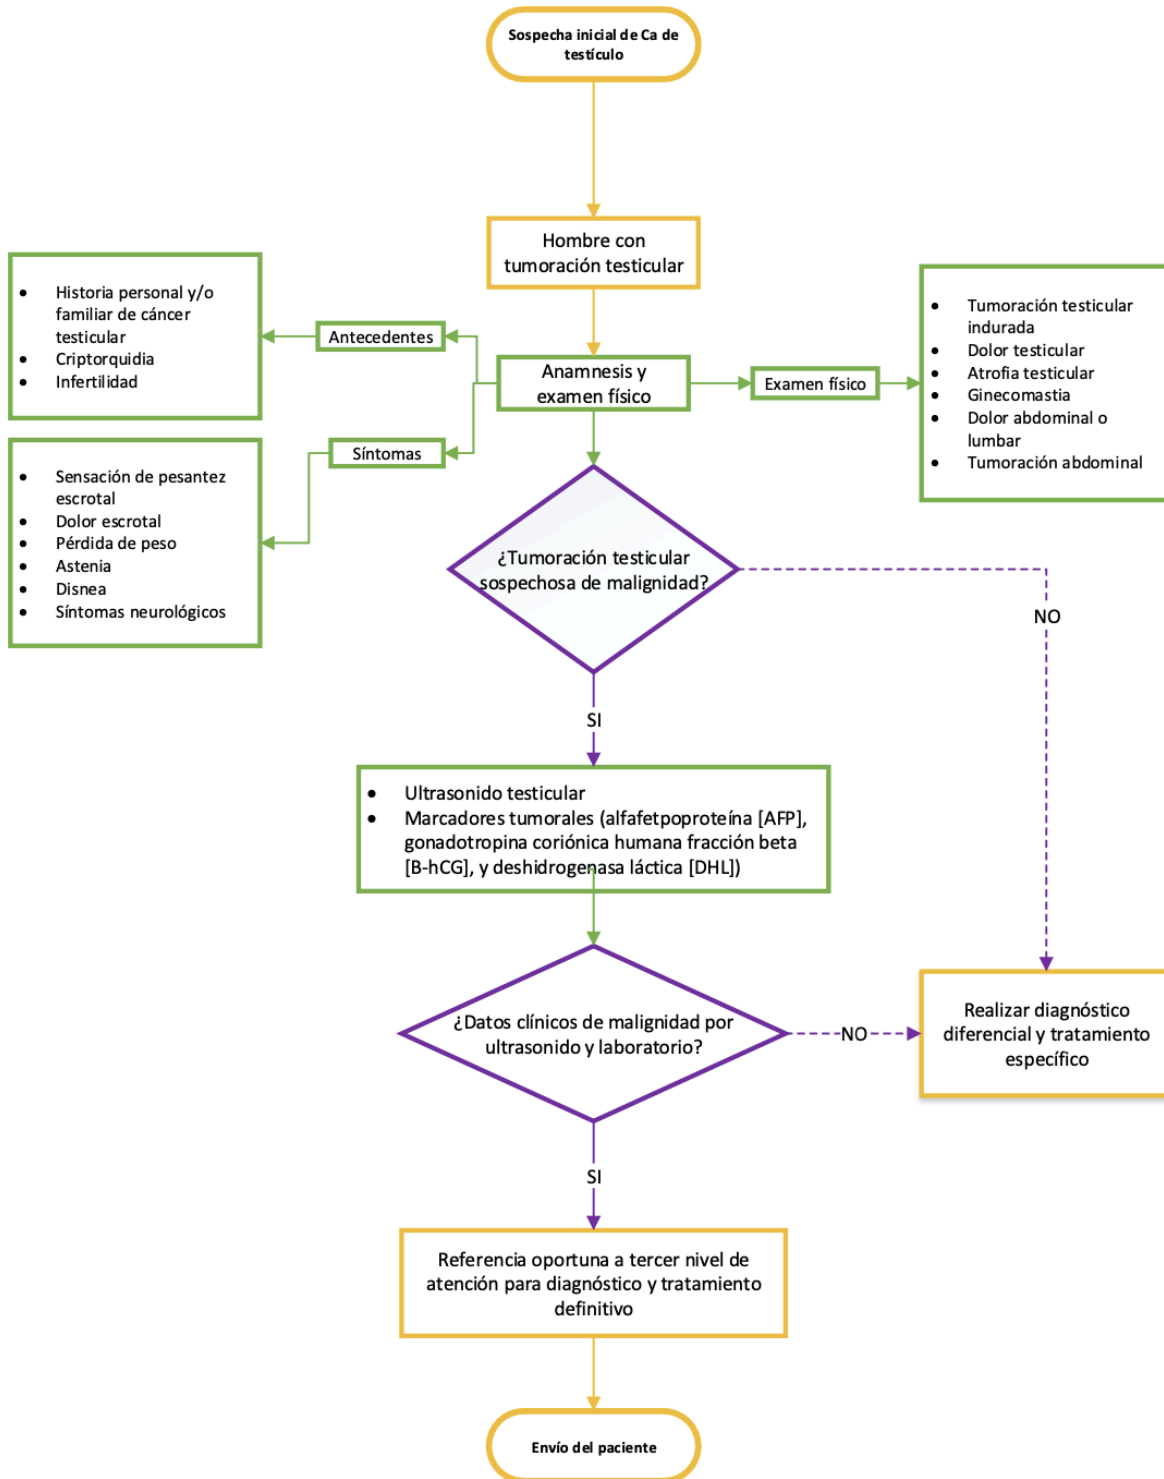 Sospecha inicial de Ca de
testículo
Hombre con
tumoración testicular
• Historia personal y/o
familiar de cáncer
testicular
• Criptorquidia
• Infertilidad
Antecedentes
Anamnesis y
examen físico
Examen físico
• Tumoración testicular
indurada
• Dolor testicular
• Atrofia testicular
• Ginecomastia
• Dolor abdominal o
lumbar
• Tumoración abdominal
Síntomas
• Sensación de pesantez
escrotal
• Dolor escrotal
• Pérdida de peso
• Astenia
• Disnea
• Síntomas neurológicos
¿Tumoración testicular
sospechosa de malignidad?
NO
SI
• Ultrasonido testicular
• Marcadores tumorales (alfafetpoproteína [AFP],
gonadotropina coriónica humana fracción beta
[B-hCG], y deshidrogenasa láctica [DHL])
¿Datos clínicos de malignidad por
ultrasonido y laboratorio?
NO
Realizar diagnóstico
diferencial y tratamiento
específico
SI
Referencia oportuna a tercer nivel de
atención para diagnóstico y tratamiento
definitivo
Envío del paciente